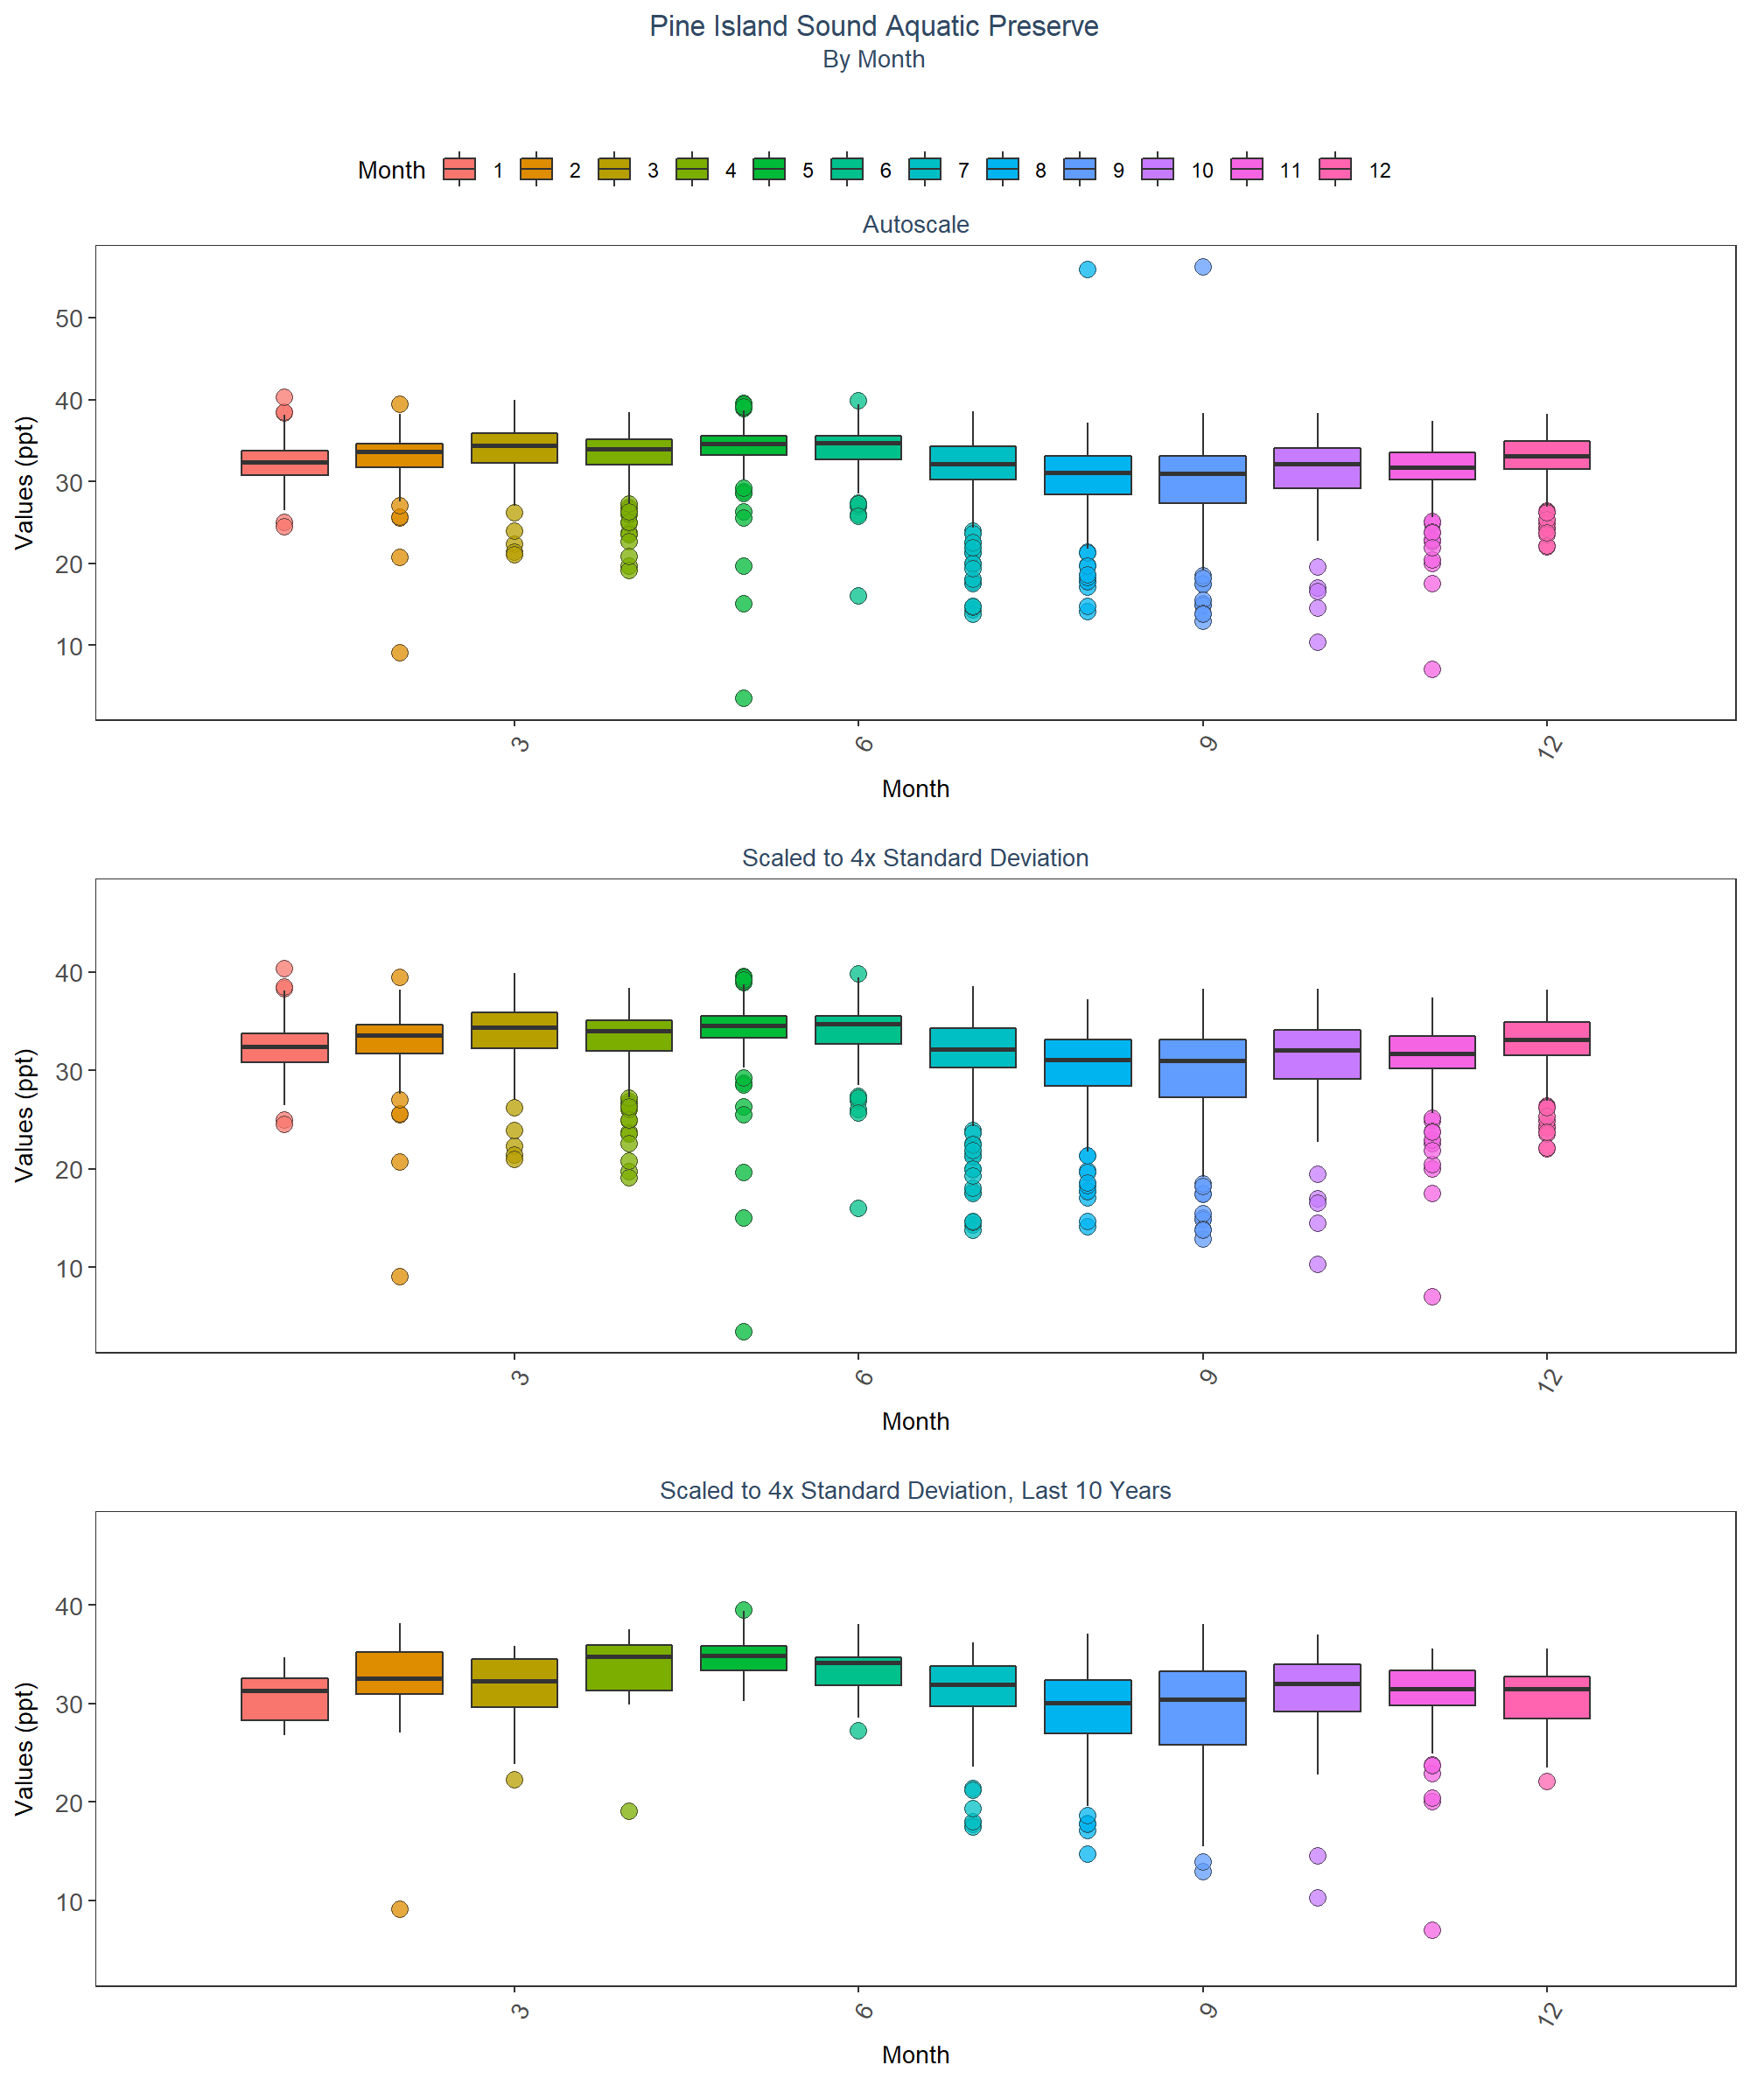 Pine Island Sound Aquatic Preserve
By Month
Month 1 2 3 4 5 6 7 8 9 10 11 12
Autoscale
Values (ppt)
50
40
30
20
10
3 6 9 12
Month
Scaled to 4x Standard Deviation
Values (ppt)
40
30
20
10
3 6 9 12
Month
Scaled to 4x Standard Deviation, Last 10 Years
Values (ppt)
40
30
20
10
3 6 9 12
Month